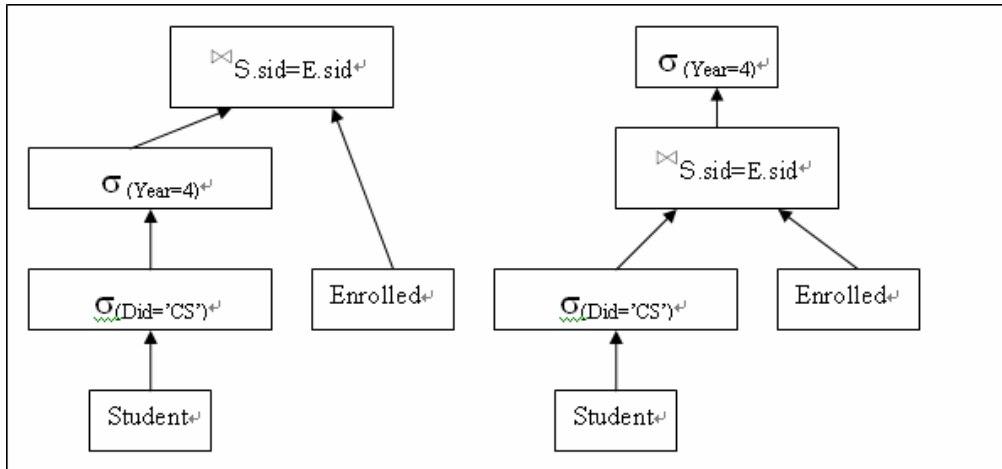 ⋈S.sid=E.sid↵
σ (Year=4)↵
σ(Did='CS')↵
Enrolled↵
Student↵
σ (Year=4)↵
⋈S.sid=E.sid↵
σ(Did='CS')↵
Enrolled↵
Student↵